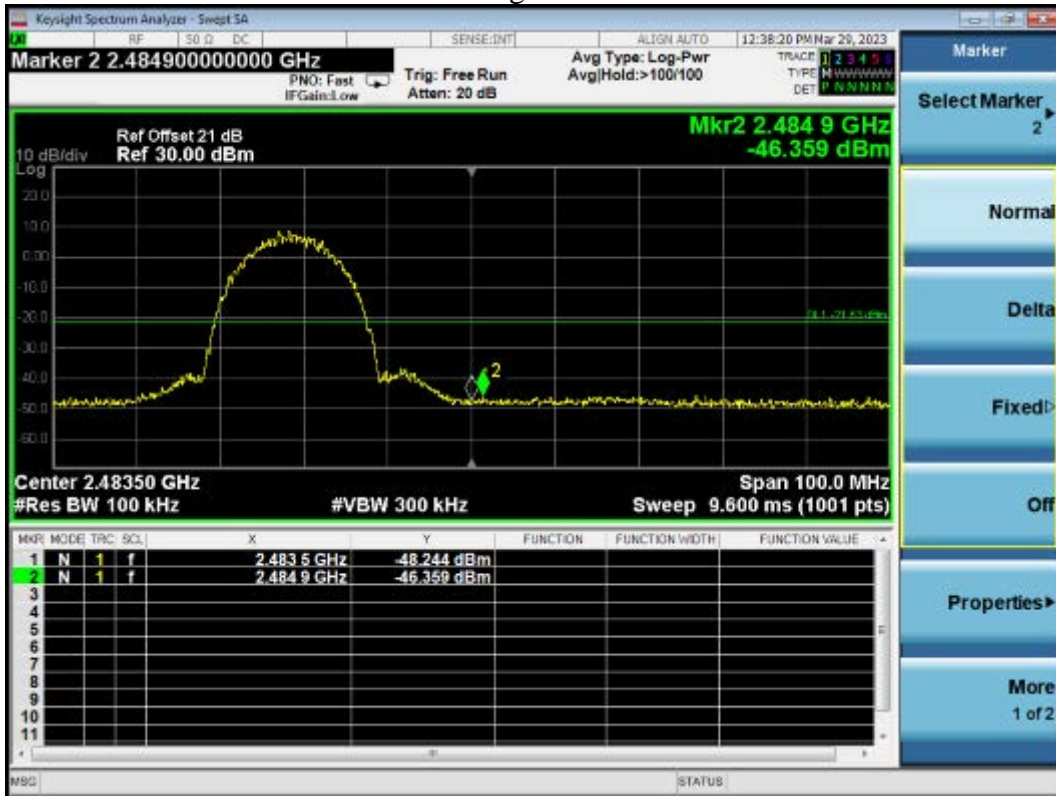 Keysight Spectrum Analyzer - Swept SA
RF 50 Ω DC SENSE:INT ALIGN AUTO 12:38:20 PM Mar 29, 2023
Marker 2 2.484900000000 GHz
PNO: Fast
IFGain:Low
Trig: Free Run
Atten: 20 dB
Avg Type: Log-Pwr
Avg|Hold:>100/100
TRACE 1 2 3 4 5 6
TYPE M WWWWW
DET P N N N N N
Mkr2 2.484 9 GHz
-46.359 dBm
Ref Offset 21 dB
10 dB/div Ref 30.00 dBm
Log
20.0
10.0
0.00
-10.0
-20.0
DL1 -21.63 dBm
-30.0
-40.0
2
-50.0
-60.0
Center 2.48350 GHz Span 100.0 MHz
#Res BW 100 kHz #VBW 300 kHz Sweep 9.600 ms (1001 pts)
MKR MODE TRC SCL X Y FUNCTION FUNCTION WIDTH FUNCTION VALUE
1 N 1 f 2.483 5 GHz -48.244 dBm
2 N 1 f 2.484 9 GHz -46.359 dBm
3
4
5
6
7
8
9
10
11
MSG STATUS
Marker
Select Marker
2
Normal
Delta
Fixed
Off
Properties
More
1 of 2